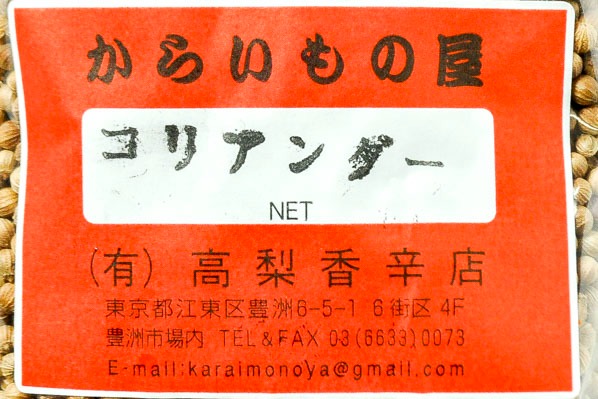 からいもの屋
コリアンダー
NET
(有) 高梨香辛店
東京都江東区豊洲6-5-1 6街区 4F
豊洲市場内 TEL & FAX 03(6633)0073
E-mail:karaimonoya@gmail.com